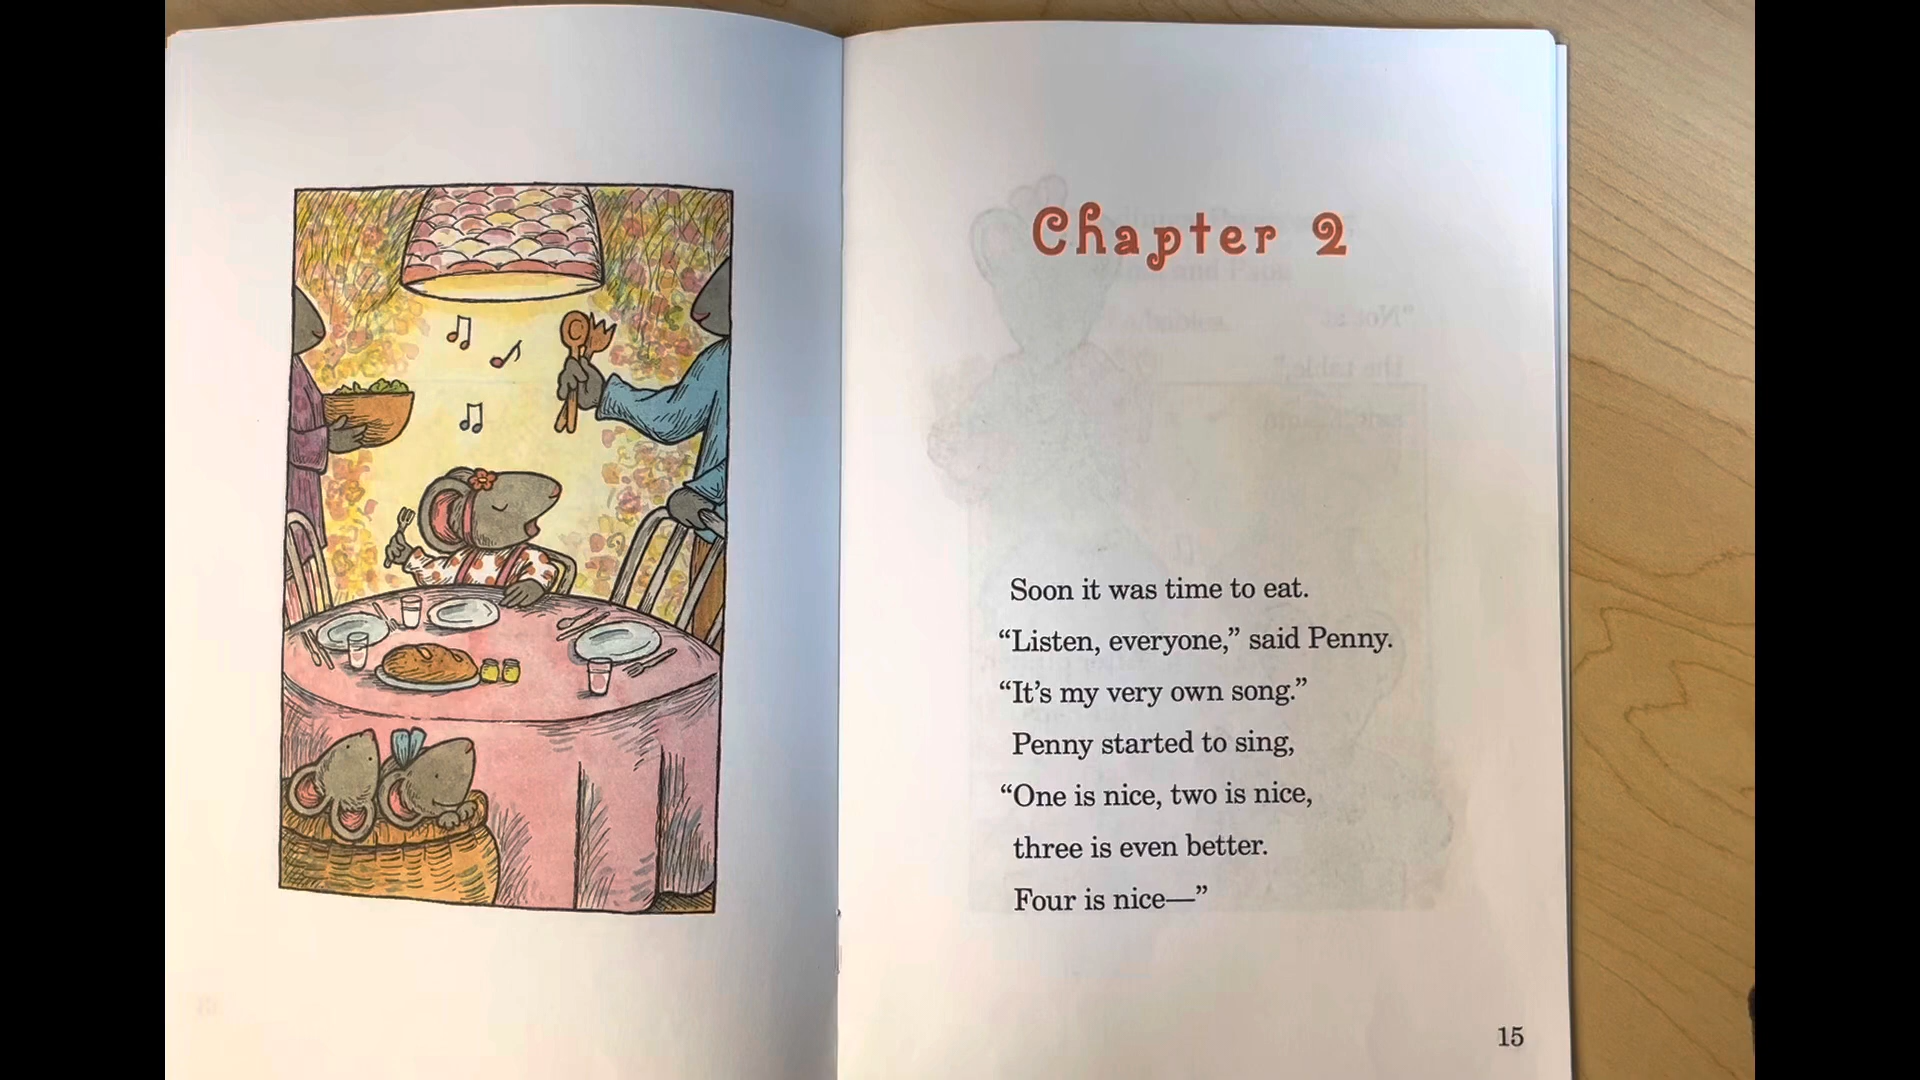 Chapter 2
Soon it was time to eat.
“Listen, everyone,” said Penny.
“It’s my very own song.”
Penny started to sing,
“One is nice, two is nice,
three is even better.
Four is nice—”
15